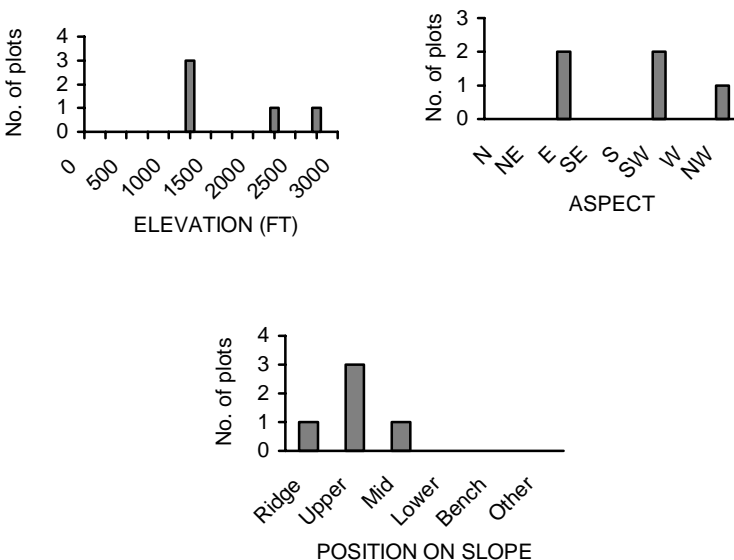 No. of plots
4
3
2
1
0
0
500
1000
1500
2000
2500
3000
ELEVATION (FT)
No. of plots
3
2
1
0
N
NE
E
SE
S
SW
W
NW
ASPECT
No. of plots
4
3
2
1
0
Ridge
Upper
Mid
Lower
Bench
Other
POSITION ON SLOPE